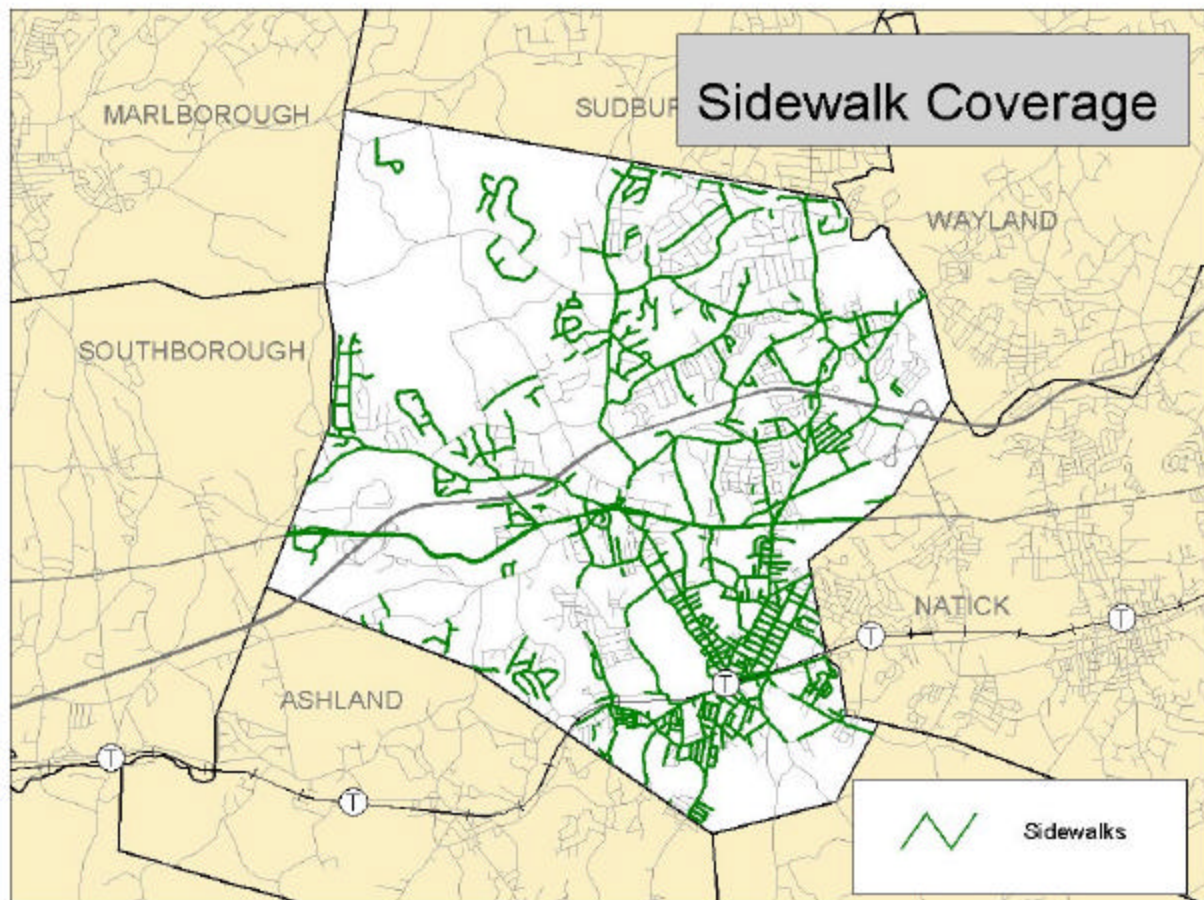 Sidewalk Coverage
MARLBOROUGH
SUDBUR
WAYLAND
SOUTHBOROUGH
NATICK
T
T
ASHLAND
T
T
T
Sidewalks